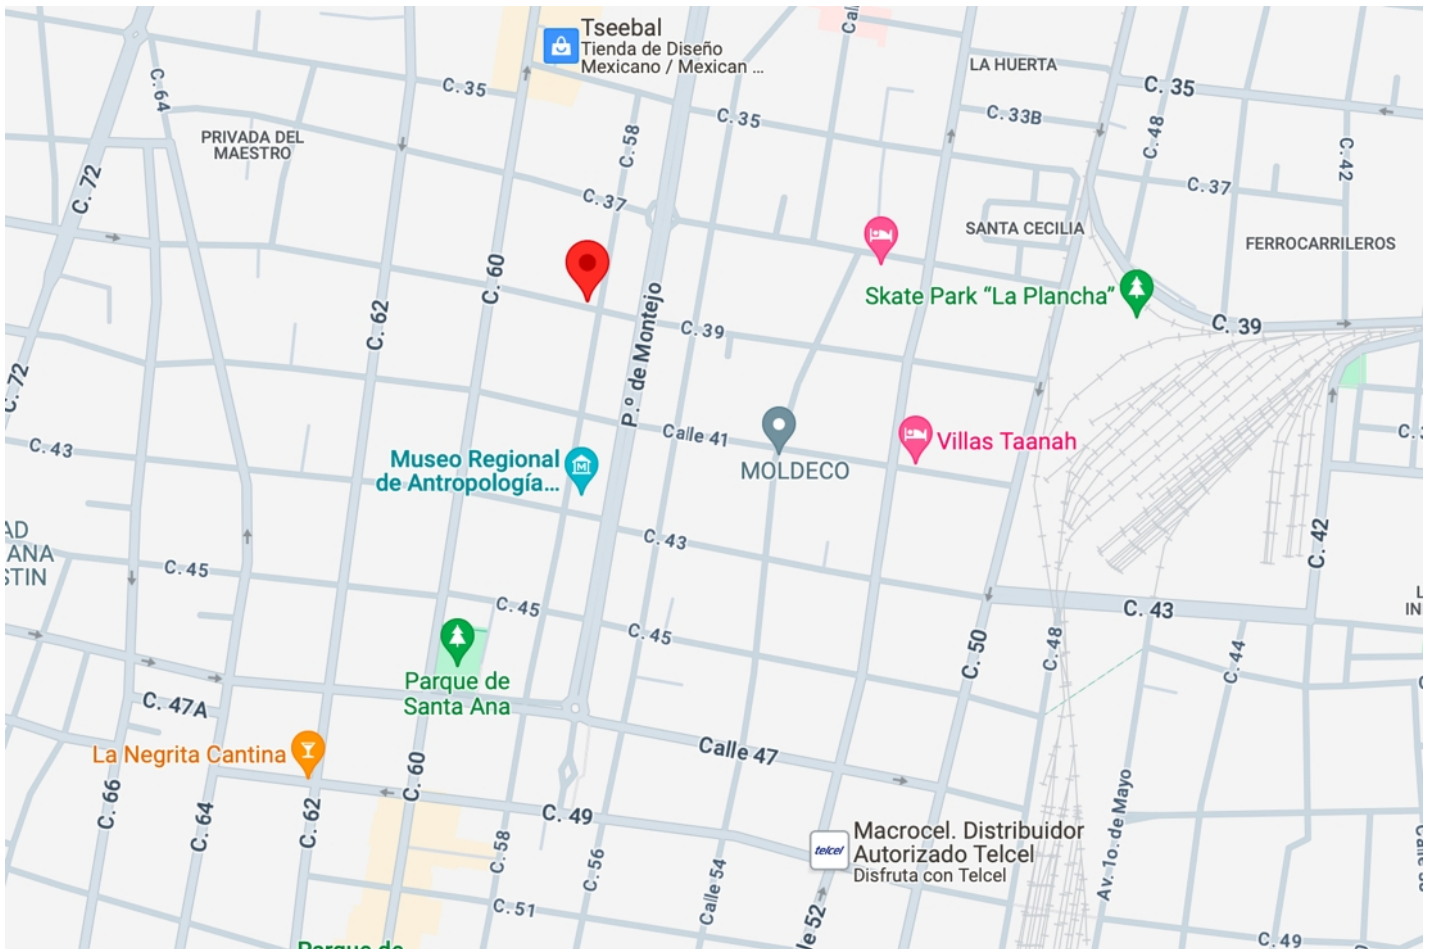 Tseebal
Tienda de Diseño
Mexicano / Mexican ...
C. 64
C. 35
C. 35
C. 35
LA HUERTA
C. 33B
C. 48
C. 42
PRIVADA DEL
MAESTRO
C. 58
C. 72
C. 37
C. 37
SANTA CECILIA
FERROCARRILEROS
C. 60
Skate Park “La Plancha”
C. 62
P.º de Montejo
C. 39
C. 39
C. 72
Calle 41
Villas Taanah
C. 43
Museo Regional
de Antropología...
MOLDECO
C. 43
C. 42
C. 45
C. 45
C. 45
C. 43
C. 50
C. 48
C. 44
Parque de
Santa Ana
C. 47A
La Negrita Cantina
Calle 47
C. 60
C. 66
C. 64
C. 62
C. 49
C. 58
C. 56
Calle 54
Macrocel. Distribuidor
Autorizado Telcel
Disfruta con Telcel
telcel
Av. 1o. de Mayo
C. 51
C. 49
Parque de